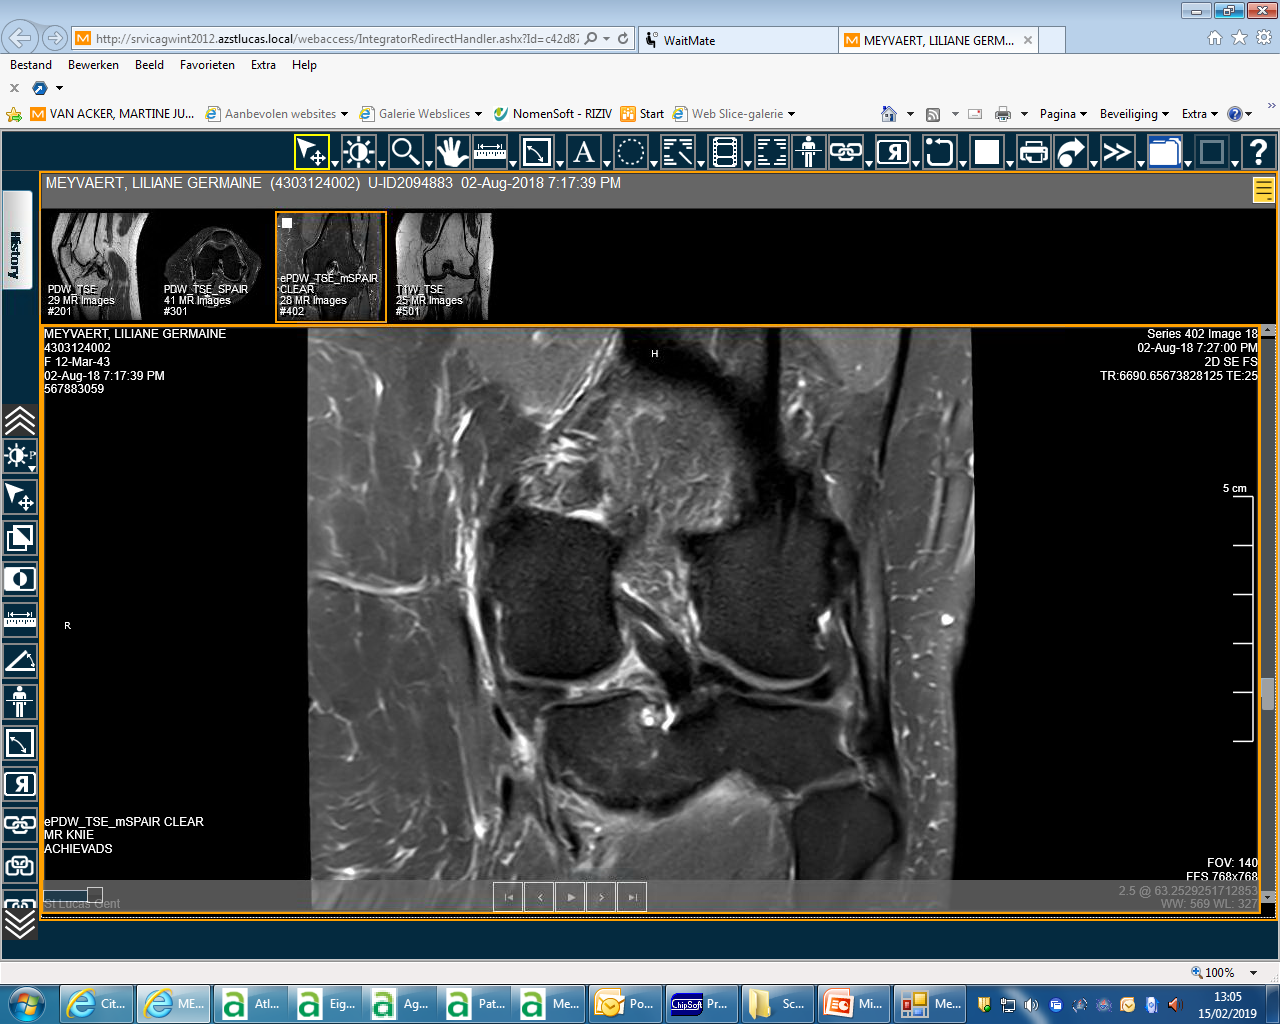 http://srvicagwint2012.azstlucas.local/webaccess/IntegratorRedirectHandler.ashx?Id=c42d87
WaitMate
MEYVAERT, LILIANE GERM...
Bestand Bewerken Beeld Favorieten Extra Help
VAN ACKER, MARTINE JU... Aanbevolen websites Galerie Webslices NomenSoft - RIZIV Start Web Slice-galerie Pagina Beveiliging Extra
MEYVAERT, LILIANE GERMAINE (4303124002) U-ID2094883 02-Aug-2018 7:17:39 PM
History
PDW_TSE
29 MR Images
#201
PDW_TSE_SPAIR
41 MR Images
#301
ePDW_TSE_mSPAIR
CLEAR
28 MR Images
#402
T1W_TSE
25 MR Images
#501
MEYVAERT, LILIANE GERMAINE
4303124002
F 12-Mar-43
02-Aug-18 7:17:39 PM
567883059
H
Series 402 Image 18
02-Aug-18 7:27:00 PM
2D SE FS
TR:6690.65673828125 TE:25
5 cm
R
ePDW_TSE_mSPAIR CLEAR
MR KNIE
ACHIEVADS
St Lucas Gent
FOV: 140
FFS 768x768
2.5 @ 63.2529251712853
WW: 569 WL: 327
100%
Cit... ME... Atl... Eig... Ag... Pat... Me... Po... ChipSoft Pr... Sc... Mi... Me...
13:05
15/02/2019